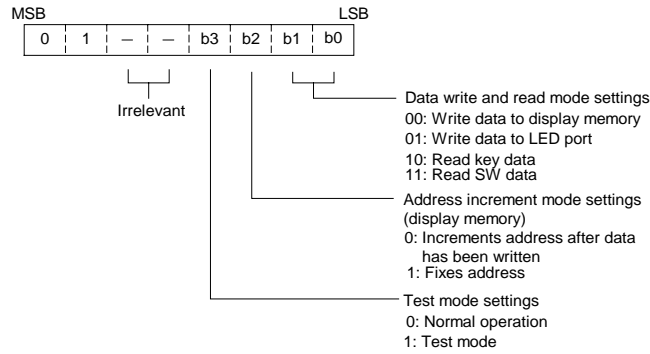 MSB LSB
0 1 – – b3 b2 b1 b0
Irrelevant
Data write and read mode settings
00: Write data to display memory
01: Write data to LED port
10: Read key data
11: Read SW data
Address increment mode settings
(display memory)
0: Increments address after data
has been written
1: Fixes address
Test mode settings
0: Normal operation
1: Test mode